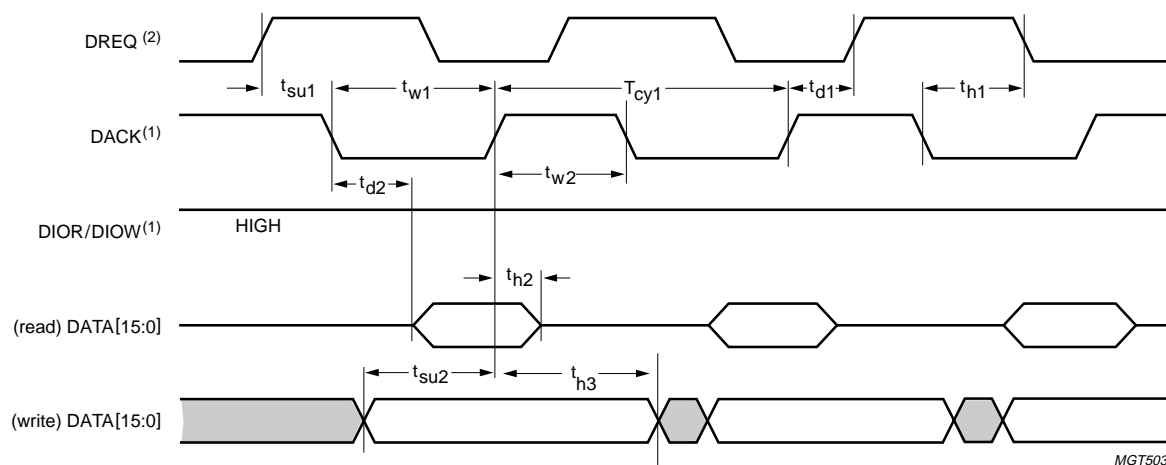 DREQ (2)
tsu1
tw1
Tcy1
td1
th1
DACK(1)
tw2
td2
DIOR/DIOW(1)
HIGH
th2
(read) DATA[15:0]
tsu2
th3
(write) DATA[15:0]
MGT503